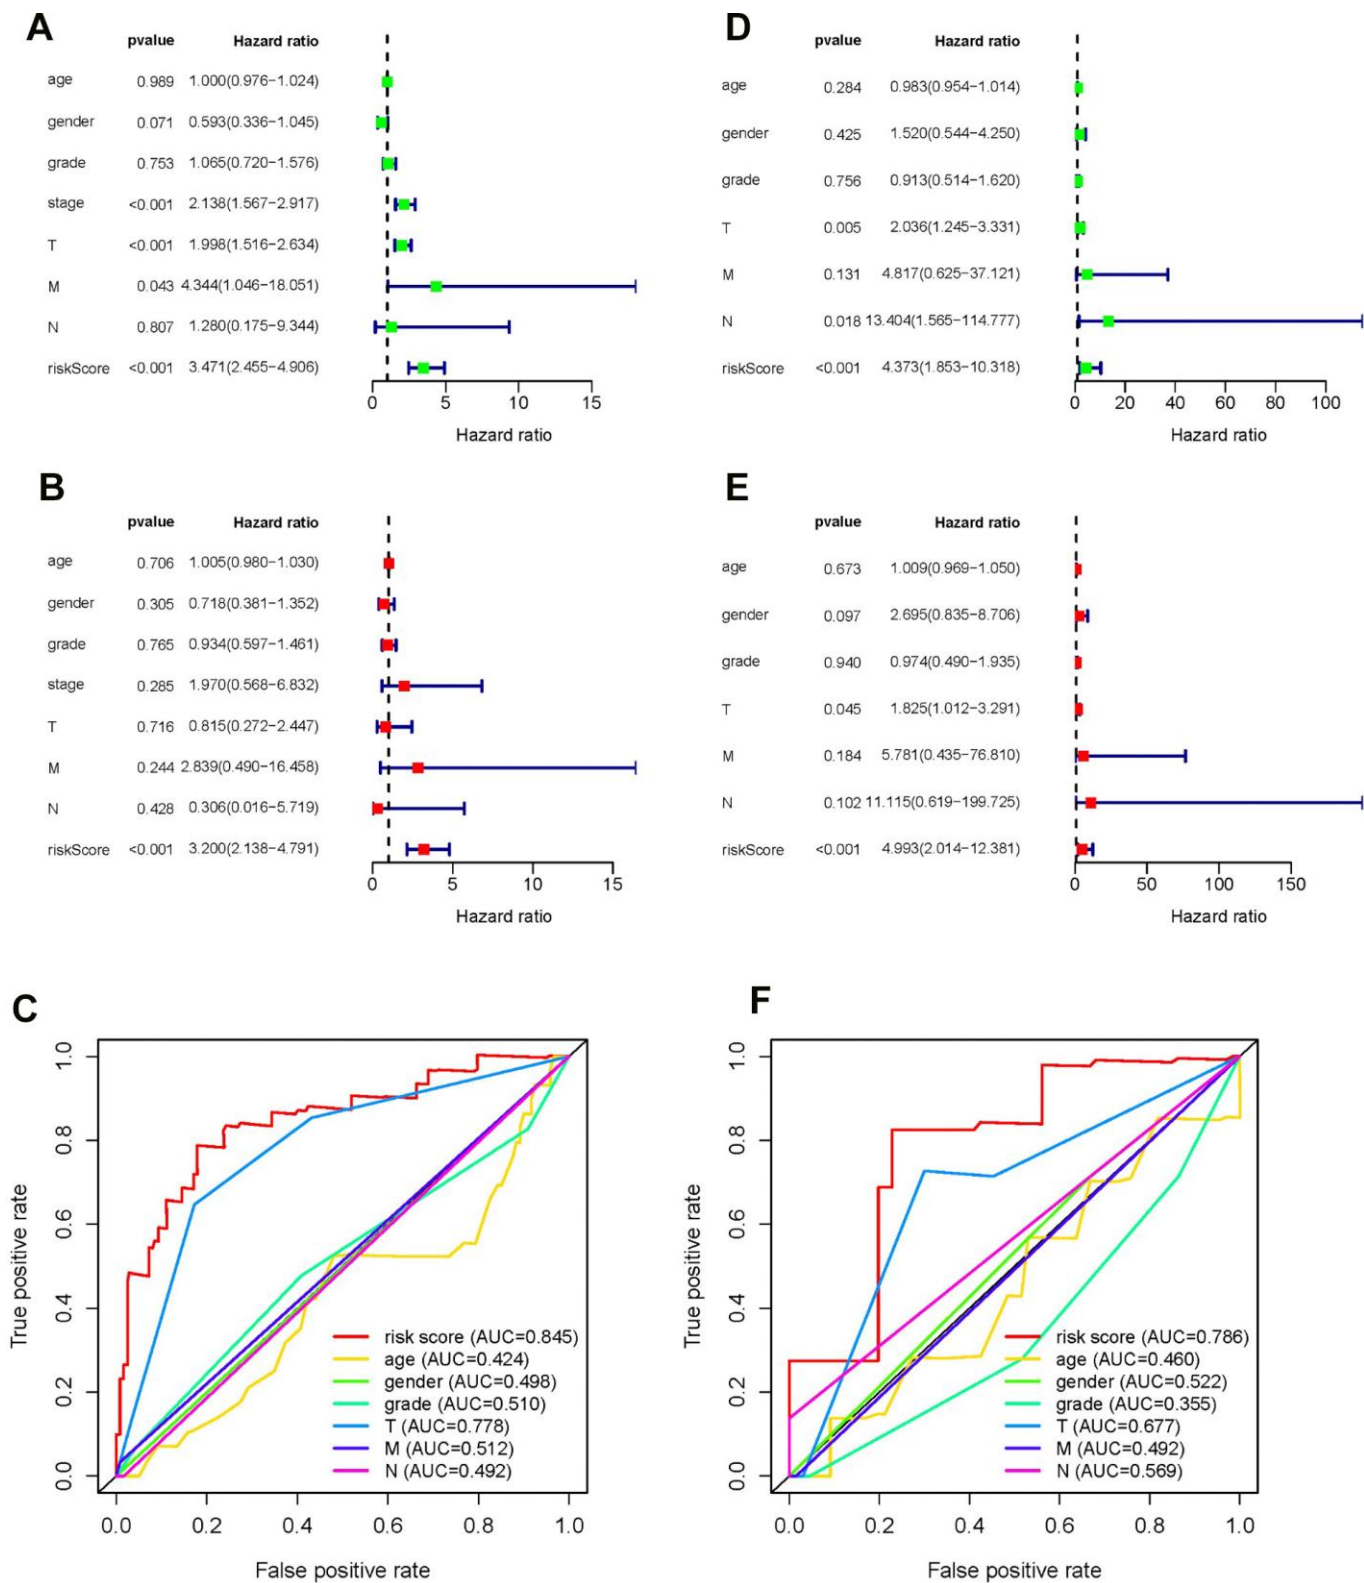 A
pvalue Hazard ratio
age 0.989 1.000(0.976−1.024)
gender 0.071 0.593(0.336−1.045)
grade 0.753 1.065(0.720−1.576)
stage <0.001 2.138(1.567−2.917)
T <0.001 1.998(1.516−2.634)
M 0.043 4.344(1.046−18.051)
N 0.807 1.280(0.175−9.344)
riskScore <0.001 3.471(2.455−4.906)
0 5 10 15
Hazard ratio
D
pvalue Hazard ratio
age 0.284 0.983(0.954−1.014)
gender 0.425 1.520(0.544−4.250)
grade 0.756 0.913(0.514−1.620)
T 0.005 2.036(1.245−3.331)
M 0.131 4.817(0.625−37.121)
N 0.018 13.404(1.565−114.777)
riskScore <0.001 4.373(1.853−10.318)
0 20 40 60 80 100
Hazard ratio
B
pvalue Hazard ratio
age 0.706 1.005(0.980−1.030)
gender 0.305 0.718(0.381−1.352)
grade 0.765 0.934(0.597−1.461)
stage 0.285 1.970(0.568−6.832)
T 0.716 0.815(0.272−2.447)
M 0.244 2.839(0.490−16.458)
N 0.428 0.306(0.016−5.719)
riskScore <0.001 3.200(2.138−4.791)
0 5 10 15
Hazard ratio
E
pvalue Hazard ratio
age 0.673 1.009(0.969−1.050)
gender 0.097 2.695(0.835−8.706)
grade 0.940 0.974(0.490−1.935)
T 0.045 1.825(1.012−3.291)
M 0.184 5.781(0.435−76.810)
N 0.102 11.115(0.619−199.725)
riskScore <0.001 4.993(2.014−12.381)
0 50 100 150
Hazard ratio
C
True positive rate
1.0
0.8
0.6
0.4
0.2
0.0
risk score (AUC=0.845)
age (AUC=0.424)
gender (AUC=0.498)
grade (AUC=0.510)
T (AUC=0.778)
M (AUC=0.512)
N (AUC=0.492)
0.0 0.2 0.4 0.6 0.8 1.0
False positive rate
F
True positive rate
1.0
0.8
0.6
0.4
0.2
0.0
risk score (AUC=0.786)
age (AUC=0.460)
gender (AUC=0.522)
grade (AUC=0.355)
T (AUC=0.677)
M (AUC=0.492)
N (AUC=0.569)
0.0 0.2 0.4 0.6 0.8 1.0
False positive rate